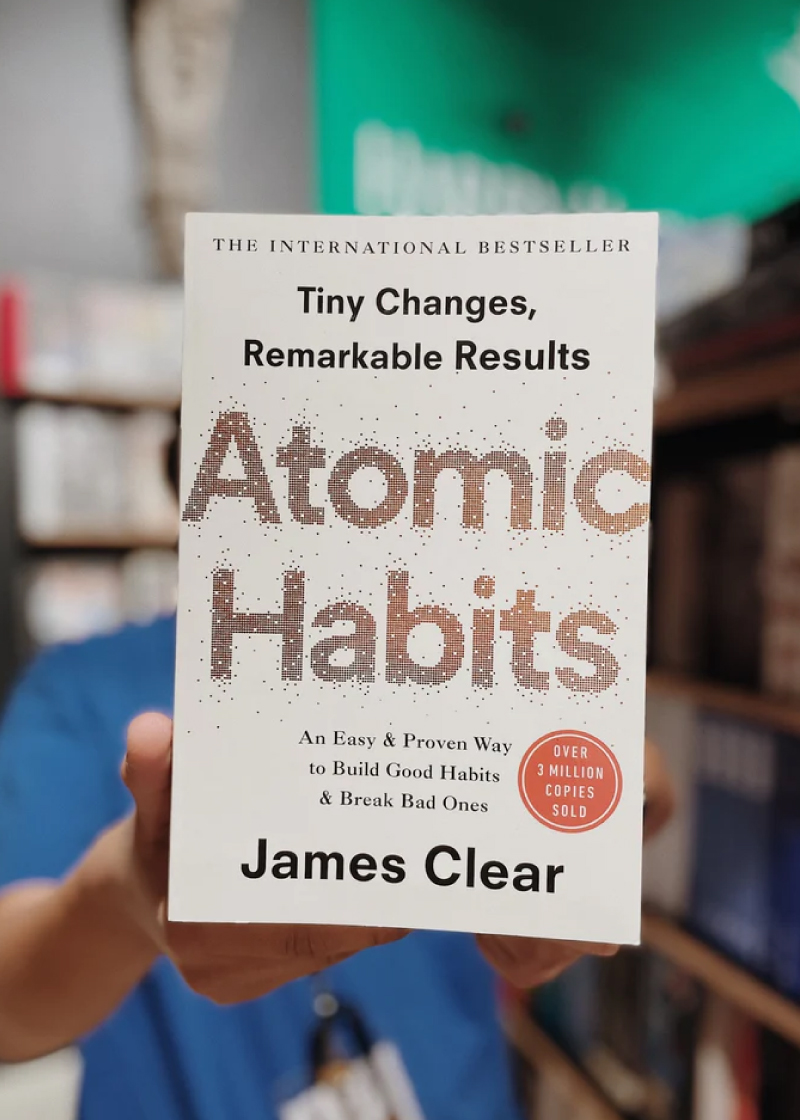 THE INTERNATIONAL BESTSELLER
Tiny Changes,
Remarkable Results
Atomic
Habits
An Easy & Proven Way
to Build Good Habits
& Break Bad Ones
OVER
3 MILLION
COPIES
SOLD
James Clear